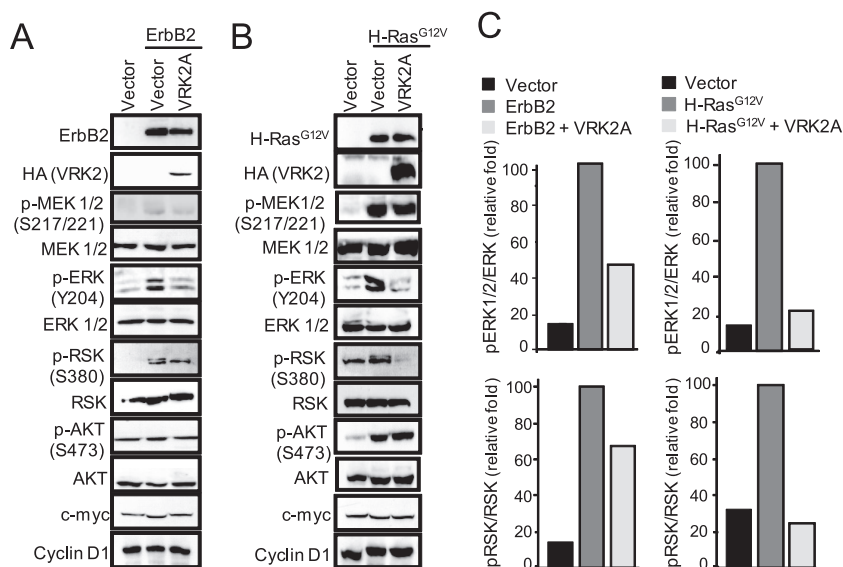 A
ErbB2
Vector
Vector
VRK2A
ErbB2
HA (VRK2)
p-MEK 1/2
(S217/221)
MEK 1/2
p-ERK
(Y204)
ERK 1/2
p-RSK
(S380)
RSK
p-AKT
(S473)
AKT
c-myc
Cyclin D1
B
H-RasG12V
Vector
Vector
VRK2A
H-RasG12V
HA (VRK2)
p-MEK1/2
(S217/221)
MEK 1/2
p-ERK
(Y204)
ERK 1/2
p-RSK
(S380)
RSK
p-AKT
(S473)
AKT
c-myc
Cyclin D1
C
Vector
ErbB2
ErbB2 + VRK2A
pERK1/2/ERK (relative fold)
100
80
60
40
20
0
Vector
H-RasG12V
H-RasG12V + VRK2A
pERK1/2/ERK (relative fold)
100
80
60
40
20
0
pRSK/RSK (relative fold)
100
80
60
40
20
0
pRSK/RSK (relative fold)
100
80
60
40
20
0